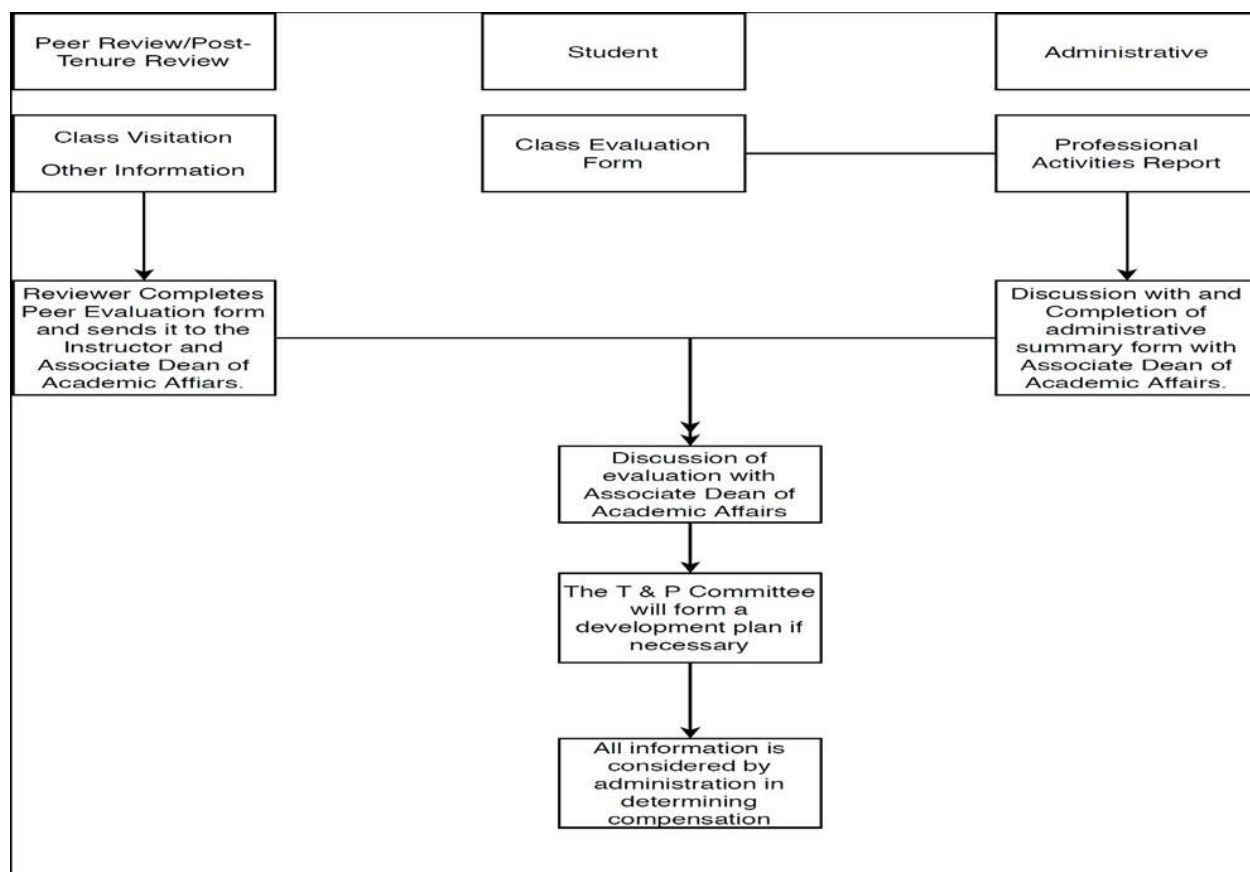 Peer Review/Post-
Tenure Review
Student
Administrative
Class Visitation
Other Information
Class Evaluation
Form
Professional
Activities Report
Reviewer Completes
Peer Evaluation form
and sends it to the
Instructor and
Associate Dean of
Academic Affiars.
Discussion with and
Completion of
administrative
summary form with
Associate Dean of
Academic Affairs.
Discussion of
evaluation with
Associate Dean of
Academic Affairs
The T & P Committee
will form a
development plan if
necessary
All information is
considered by
administration in
determining
compensation